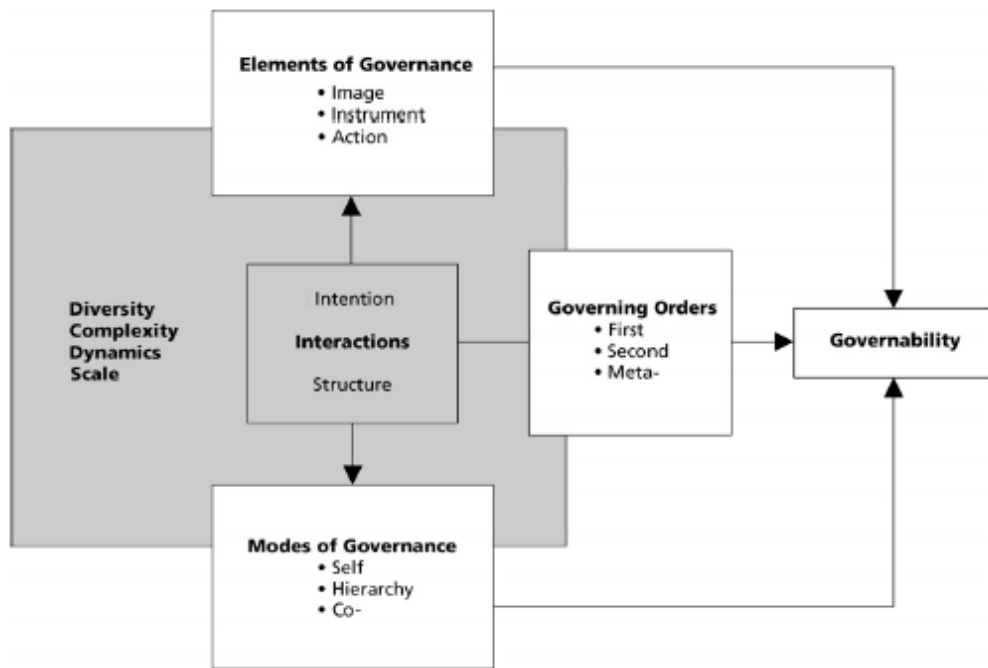 Elements of Governance
• Image
• Instrument
• Action
Diversity
Complexity
Dynamics
Scale
Intention
Interactions
Structure
Governing Orders
• First
• Second
• Meta-
Governability
Modes of Governance
• Self
• Hierarchy
• Co-